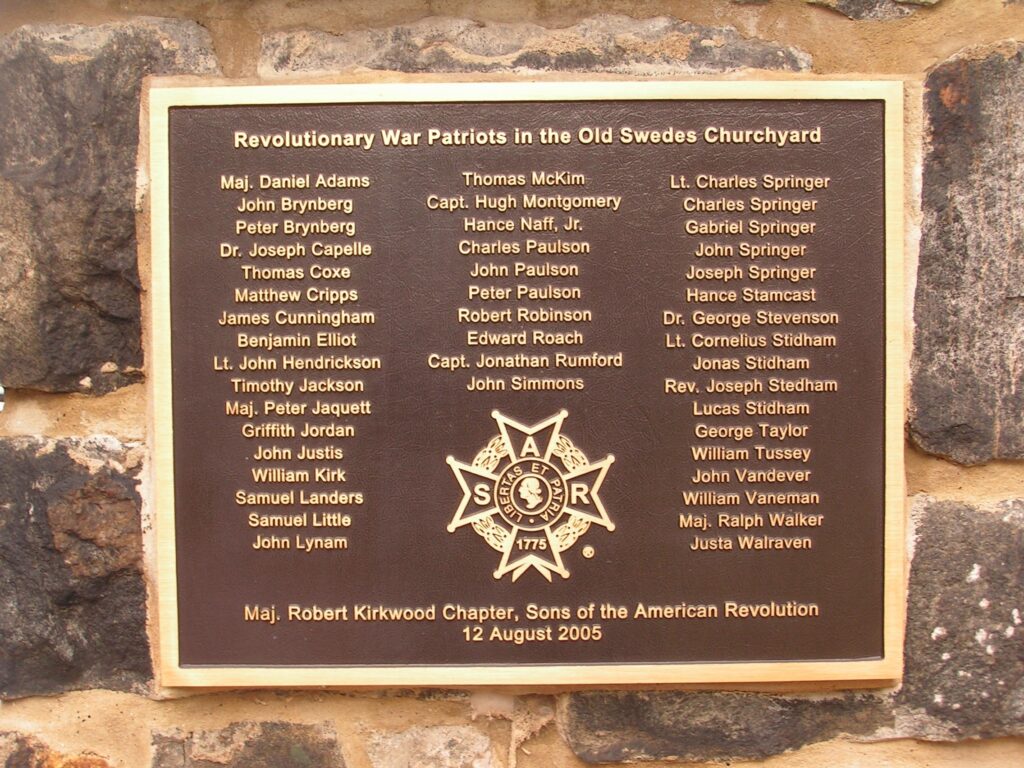 Revolutionary War Patriots in the Old Swedes Churchyard
Maj. Daniel Adams
John Brynberg
Peter Brynberg
Dr. Joseph Capelle
Thomas Coxe
Matthew Cripps
James Cunningham
Benjamin Elliot
Lt. John Hendrickson
Timothy Jackson
Maj. Peter Jaquett
Griffith Jordan
John Justis
William Kirk
Samuel Landers
Samuel Little
John Lynam
Thomas McKim
Capt. Hugh Montgomery
Hance Naff, Jr.
Charles Paulson
John Paulson
Peter Paulson
Robert Robinson
Edward Roach
Capt. Jonathan Rumford
John Simmons
SAR
LIBERTAS ET PATRIA
1775
®
Lt. Charles Springer
Charles Springer
Gabriel Springer
John Springer
Joseph Springer
Hance Stamcast
Dr. George Stevenson
Lt. Cornelius Stidham
Jonas Stidham
Rev. Joseph Stedham
Lucas Stidham
George Taylor
William Tussey
John Vandever
William Vaneman
Maj. Ralph Walker
Justa Walraven
Maj. Robert Kirkwood Chapter, Sons of the American Revolution
12 August 2005